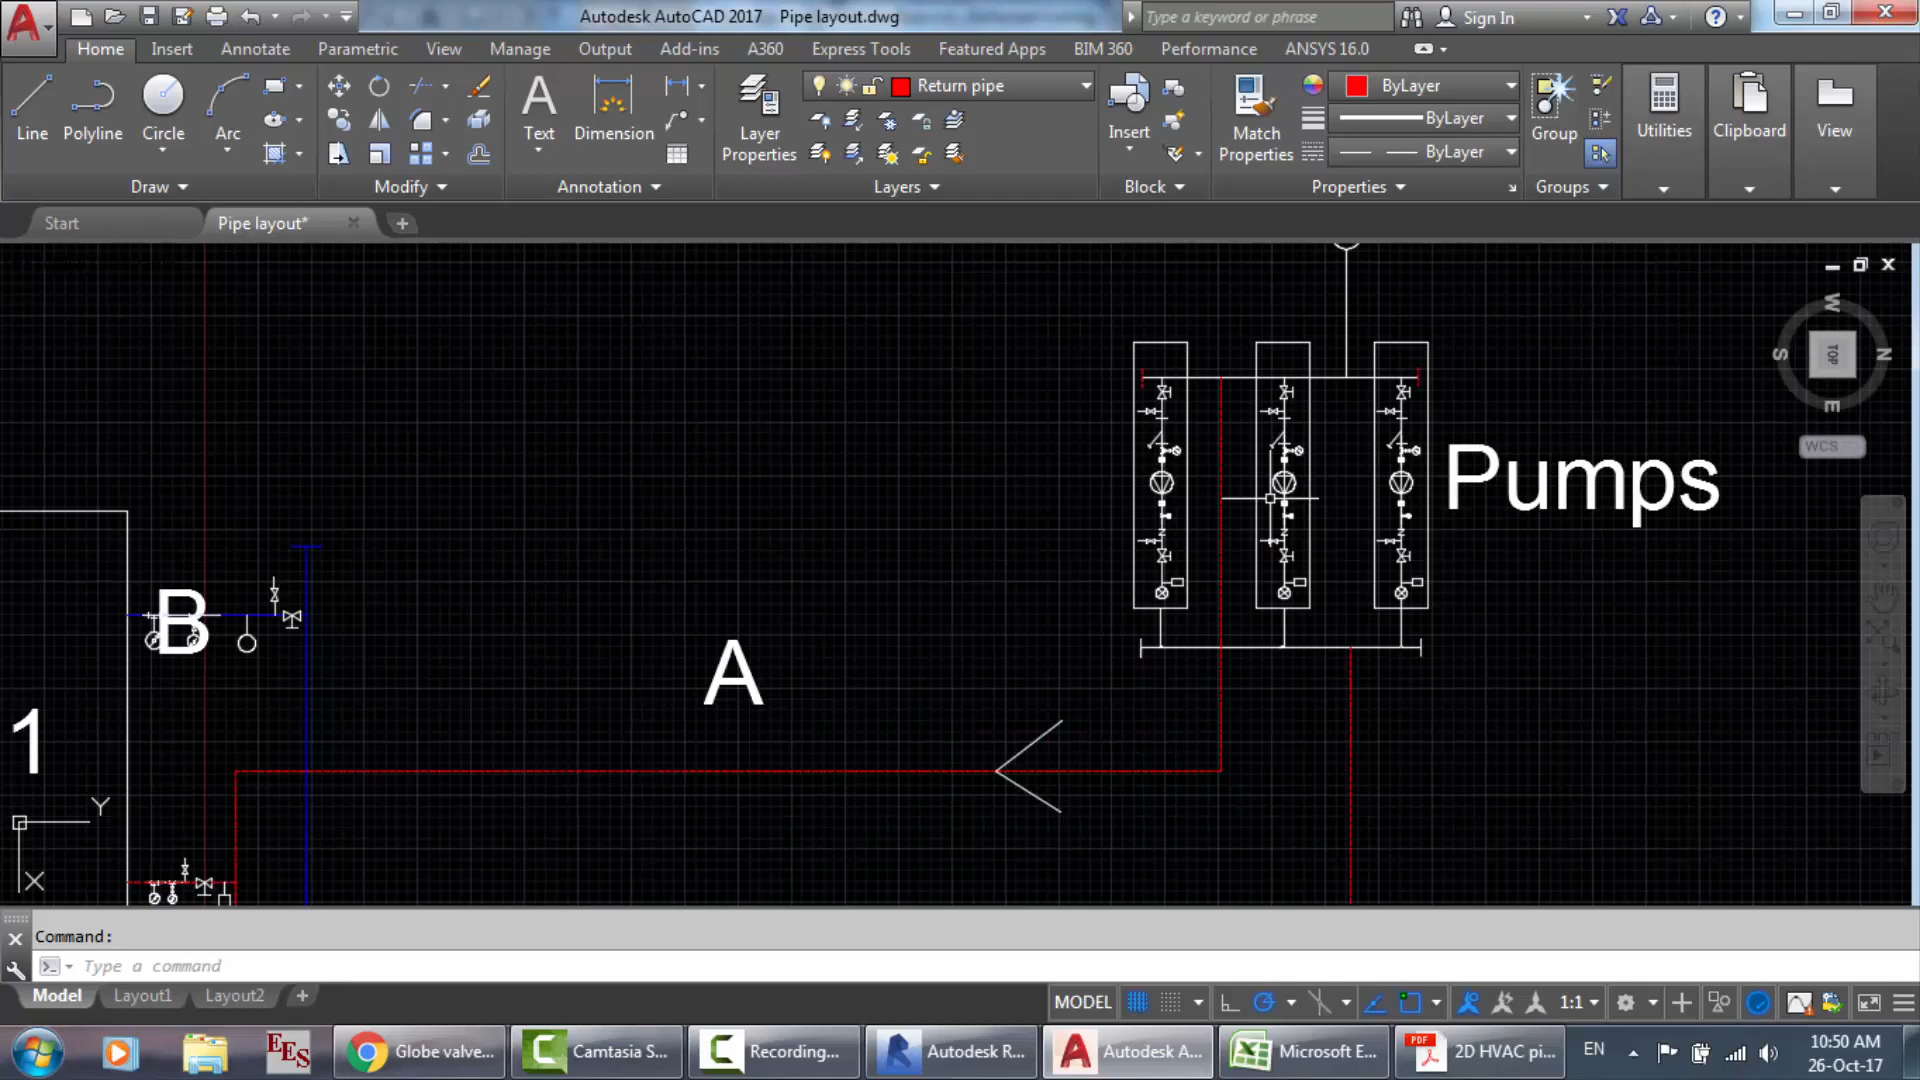 Autodesk AutoCAD 2017 Pipe layout.dwg
Type a keyword or phrase
Sign In
Home Insert Annotate Parametric View Manage Output Add-ins A360 Express Tools Featured Apps BIM 360 Performance ANSYS 16.0
Line
Polyline
Circle
Arc
Text
Dimension
Layer Properties
Return pipe
Insert
Match Properties
ByLayer
ByLayer
ByLayer
Group
Utilities
Clipboard
View
Draw Modify Annotation Layers Block Properties Groups
Start Pipe layout*
Pumps
W
S
TOP
N
E
WCS
B
A
1
Y
X
Command:
Type a command
Model Layout1 Layout2
MODEL
1:1
EES
Globe valve...
Camtasia S...
Recording...
Autodesk R...
Autodesk A...
Microsoft E...
PDF
2D HVAC pi...
EN
10:50 AM
26-Oct-17